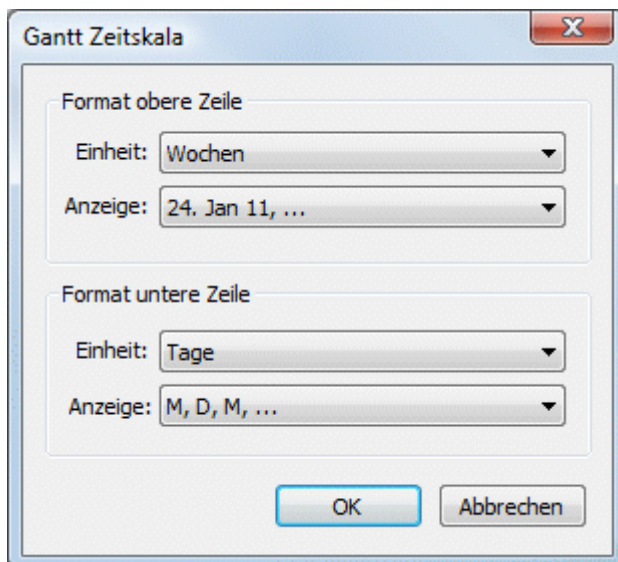 Gantt Zeitskala
Format obere Zeile
Einheit: Wochen
Anzeige: 24. Jan 11, ...
Format untere Zeile
Einheit: Tage
Anzeige: M, D, M, ...
OK Abbrechen